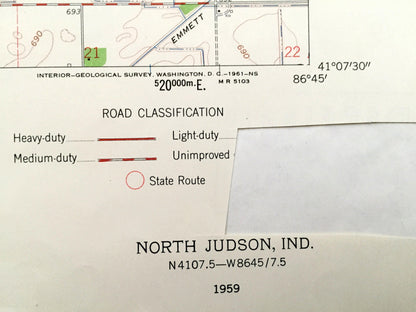 693
690
21
EMMETT
690
22
INTERIOR—GEOLOGICAL SURVEY, WASHINGTON, D. C.—1961—NS
MR 5103
41°07'30"
520000m.E.
86°45'
ROAD CLASSIFICATION
Heavy-duty
Light-duty
Medium-duty
Unimproved
State Route
NORTH JUDSON, IND.
N4107.5—W8645/7.5
1959